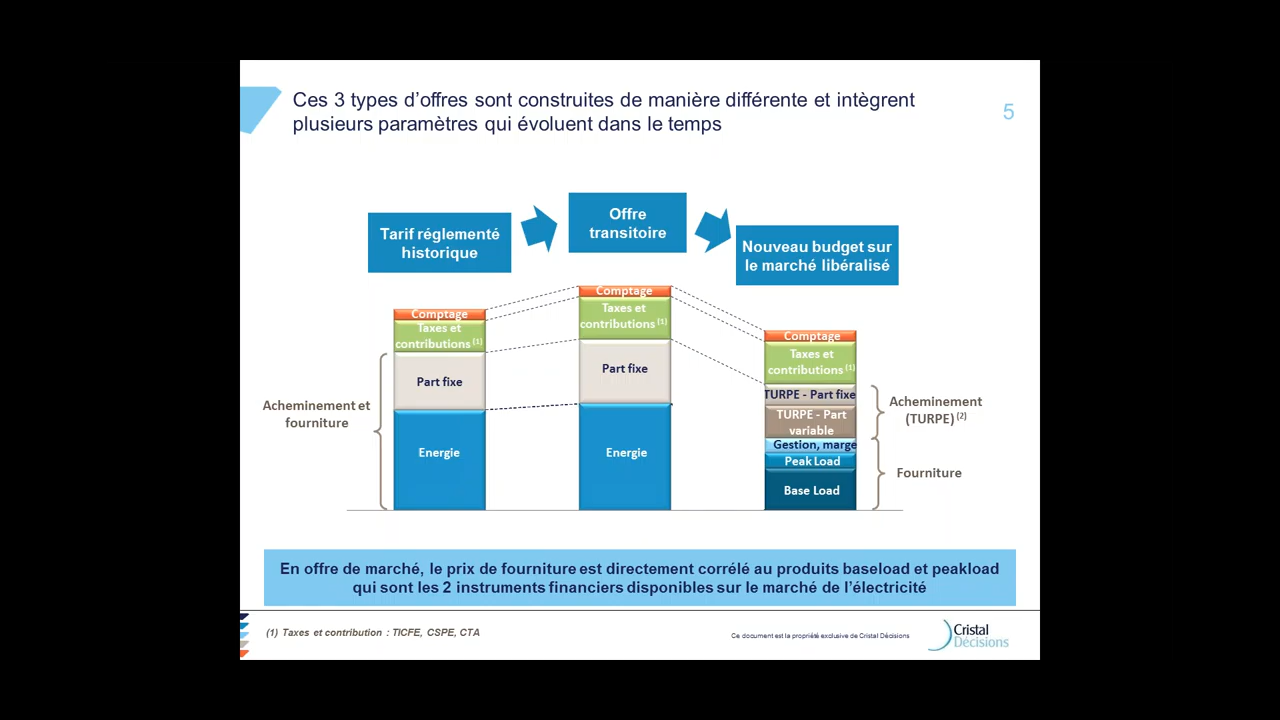 Ces 3 types d’offres sont construites de manière différente et intègrent
plusieurs paramètres qui évoluent dans le temps
5
Tarif réglementé
historique
Offre
transitoire
Nouveau budget sur
le marché libéralisé
Comptage
Taxes et
contributions (1)
Part fixe
Energie
Acheminement et
fourniture
Comptage
Taxes et
contributions (1)
Part fixe
Energie
Comptage
Taxes et
contributions (1)
TURPE - Part fixe
TURPE - Part
variable
Gestion, marge
Peak Load
Base Load
Acheminement
(TURPE) (2)
Fourniture
En offre de marché, le prix de fourniture est directement corrélé au produits baseload et peakload
qui sont les 2 instruments financiers disponibles sur le marché de l’électricité
(1) Taxes et contribution : TICFE, CSPE, CTA
Ce document est la propriété exclusive de Cristal Décisions
Cristal
Décisions